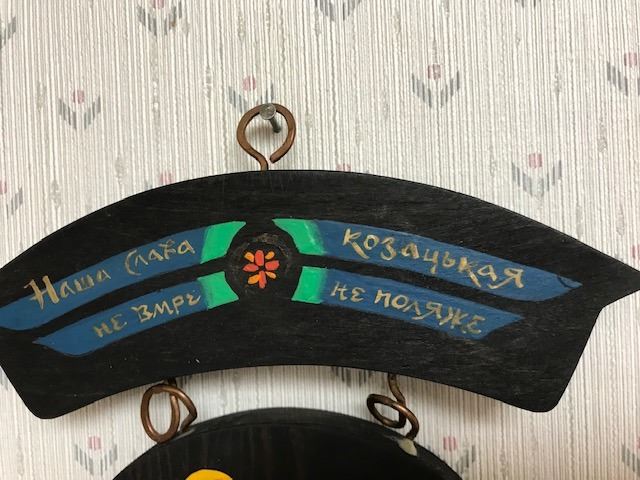 Наша Слава козацькая
не вмре не поляже